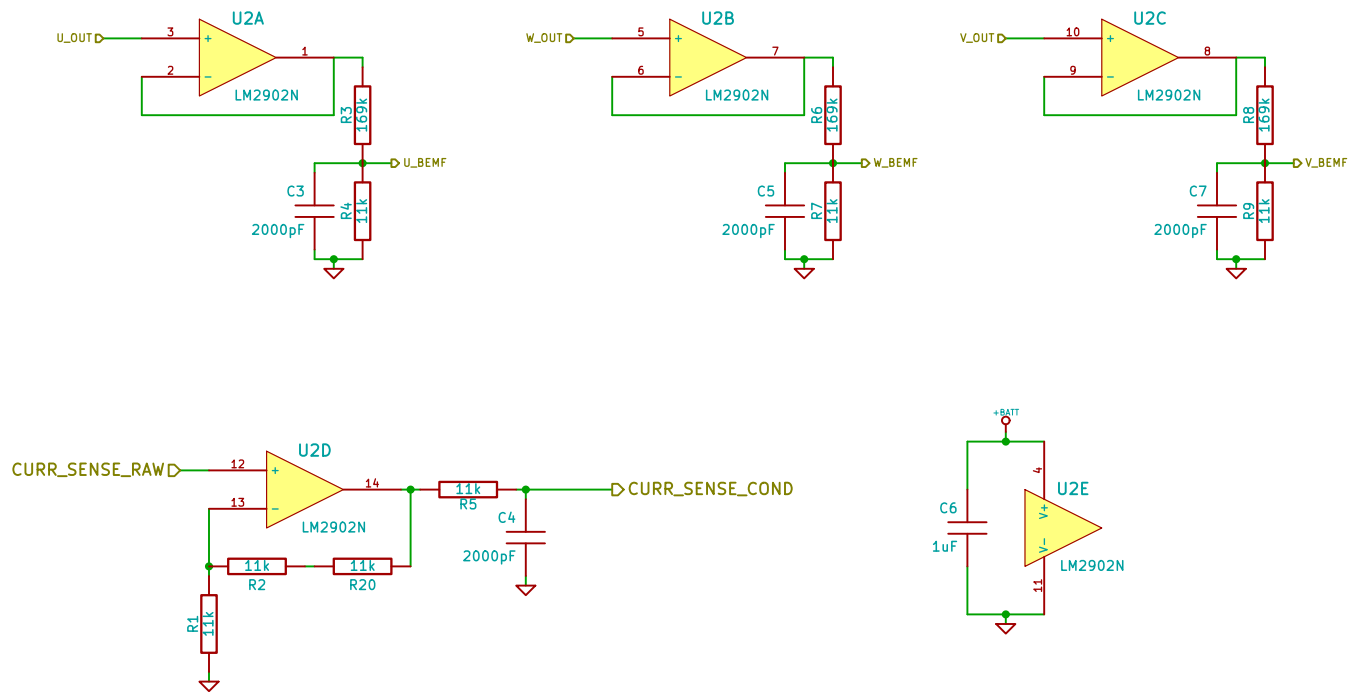 U2A
U_OUT
3
+
1
2
−
LM2902N
R3
169k
U_BEMF
C3
2000pF
R4
11k
U2B
W_OUT
5
+
7
6
−
LM2902N
R6
169k
W_BEMF
C5
2000pF
R7
11k
U2C
V_OUT
10
+
8
9
−
LM2902N
R8
169k
V_BEMF
C7
2000pF
R9
11k
U2D
CURR_SENSE_RAW
12
+
14
13
−
LM2902N
11k
R5
CURR_SENSE_COND
C4
2000pF
11k
R2
11k
R20
R1
11k
+BATT
4
U2E
V+
C6
1uF
V-
LM2902N
11